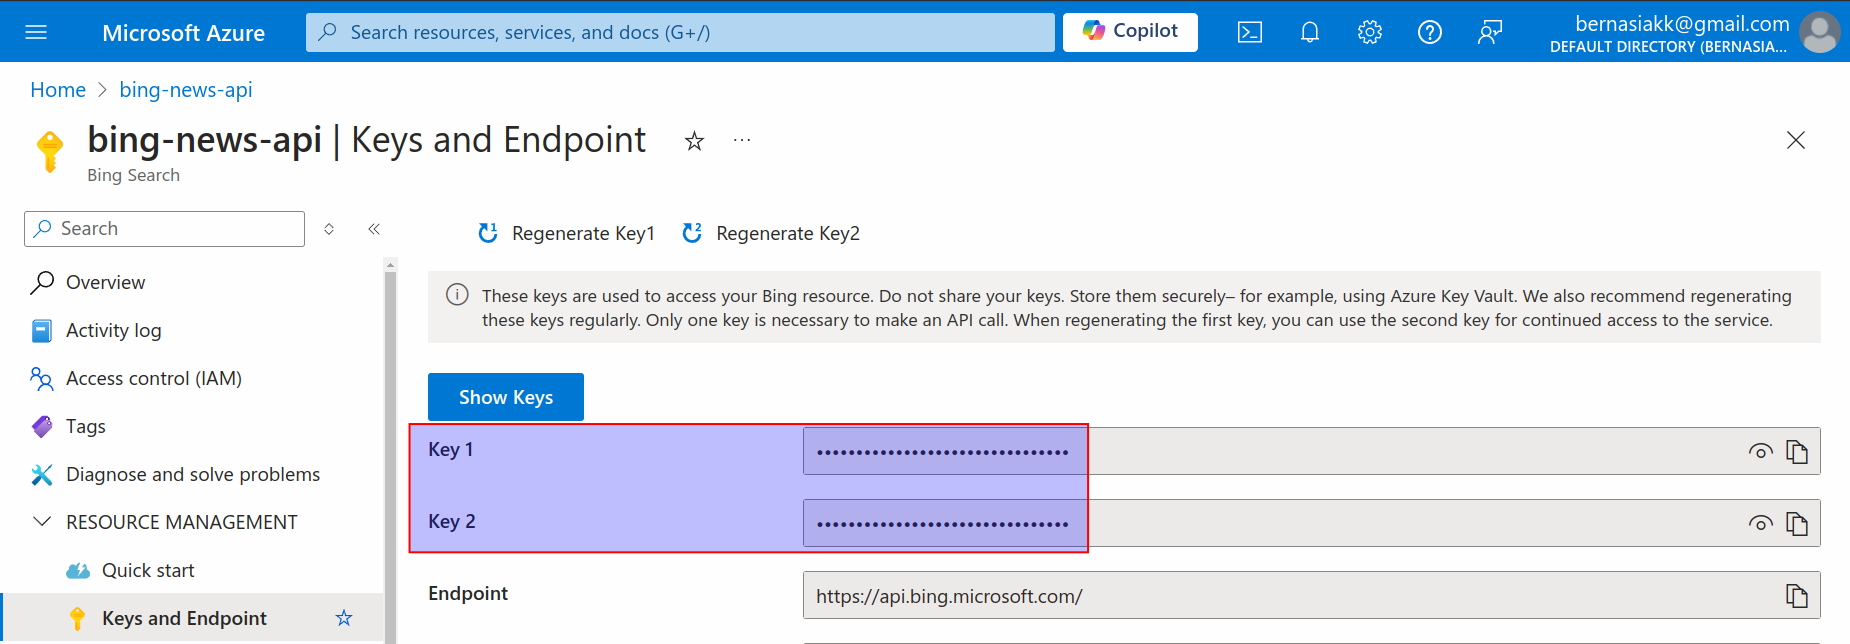 Microsoft Azure
Search resources, services, and docs (G+/)
Copilot
bernasiakk@gmail.com
DEFAULT DIRECTORY (BERNASIA...
Home > bing-news-api
bing-news-api | Keys and Endpoint
...
Bing Search
Search
Regenerate Key1
Regenerate Key2
Overview
Activity log
Access control (IAM)
Tags
Diagnose and solve problems
RESOURCE MANAGEMENT
Quick start
Keys and Endpoint
These keys are used to access your Bing resource. Do not share your keys. Store them securely– for example, using Azure Key Vault. We also recommend regenerating
these keys regularly. Only one key is necessary to make an API call. When regenerating the first key, you can use the second key for continued access to the service.
Show Keys
Key 1 ••••••••••••••••••••••••••••••••
Key 2 ••••••••••••••••••••••••••••••••
Endpoint https://api.bing.microsoft.com/